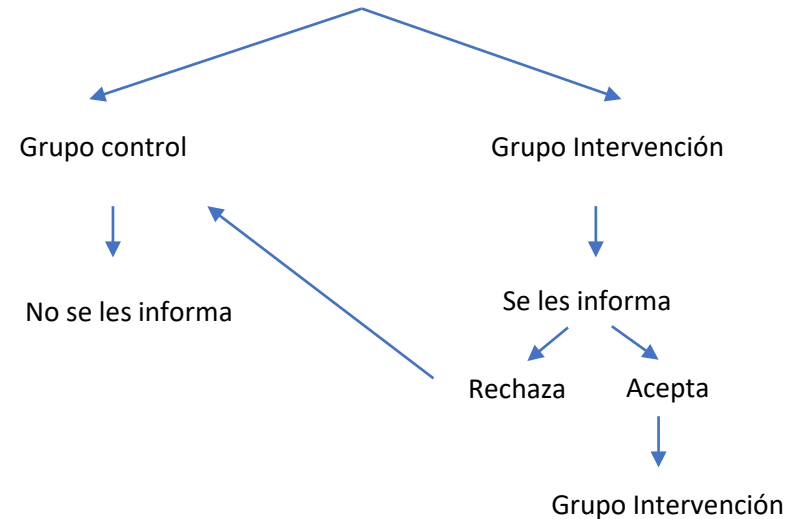 Grupo control
Grupo Intervención
No se les informa
Se les informa
Rechaza
Acepta
Grupo Intervención